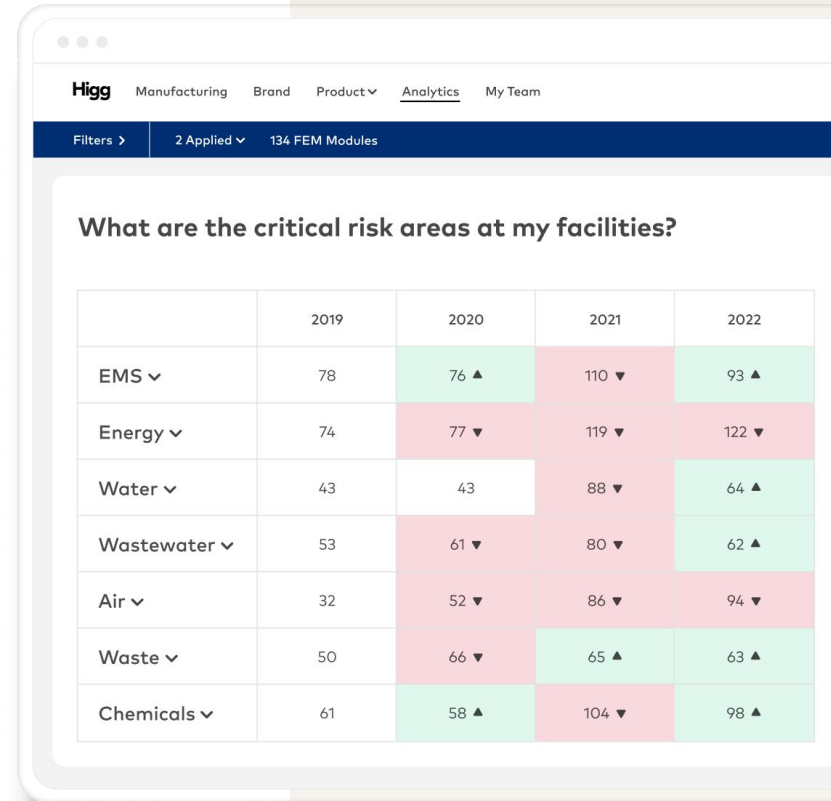 Higg Manufacturing Brand Product Analytics My Team
Filters 2 Applied 134 FEM Modules
What are the critical risk areas at my facilities?
2019 2020 2021 2022
EMS 78 76 ▲ 110 ▼ 93 ▲
Energy 74 77 ▼ 119 ▼ 122 ▼
Water 43 43 88 ▼ 64 ▲
Wastewater 53 61 ▼ 80 ▼ 62 ▲
Air 32 52 ▼ 86 ▼ 94 ▼
Waste 50 66 ▼ 65 ▲ 63 ▲
Chemicals 61 58 ▲ 104 ▼ 98 ▲